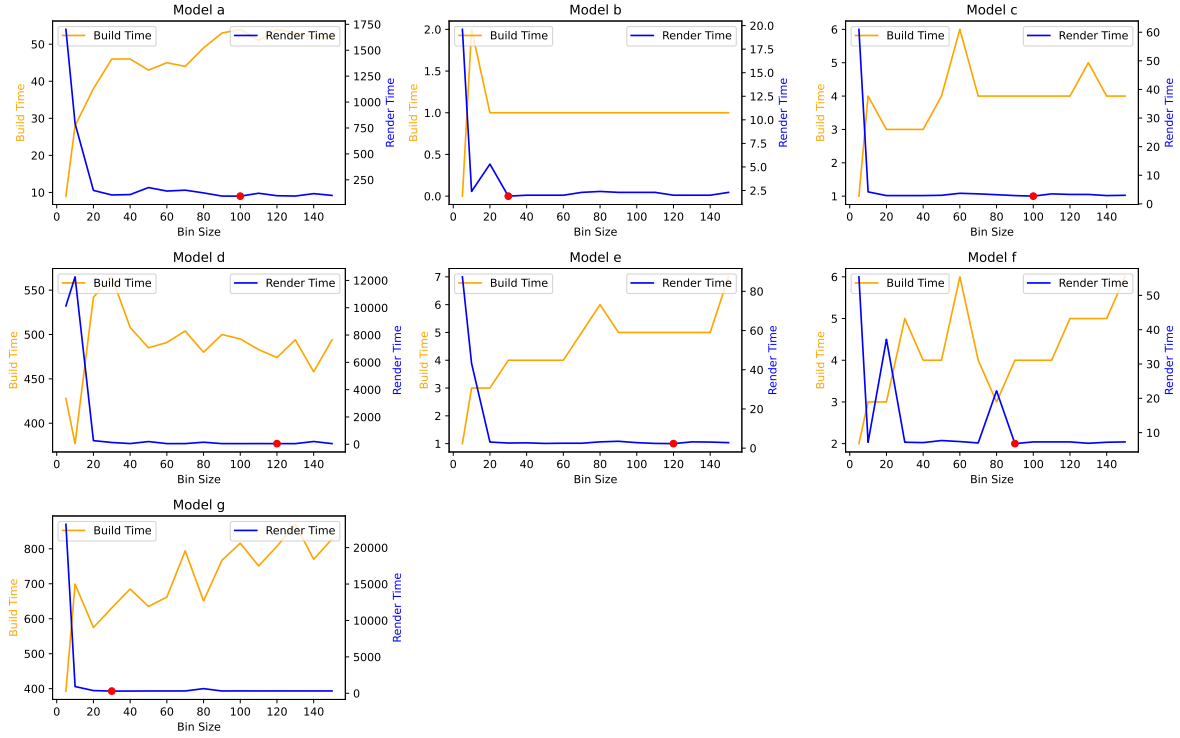 Model a
Build Time
Render Time
50
40
30
20
10
1750
1500
1250
1000
750
500
250
0 20 40 60 80 100 120 140
Bin Size
Build Time
Render Time
Model b
Build Time
Render Time
2.0
1.5
1.0
0.5
0.0
20.0
17.5
15.0
12.5
10.0
7.5
5.0
2.5
0 20 40 60 80 100 120 140
Bin Size
Build Time
Render Time
Model c
Build Time
Render Time
6
5
4
3
2
1
60
50
40
30
20
10
0
0 20 40 60 80 100 120 140
Bin Size
Build Time
Render Time
Model d
Build Time
Render Time
550
500
450
400
12000
10000
8000
6000
4000
2000
0
0 20 40 60 80 100 120 140
Bin Size
Build Time
Render Time
Model e
Build Time
Render Time
7
6
5
4
3
2
1
80
60
40
20
0
0 20 40 60 80 100 120 140
Bin Size
Build Time
Render Time
Model f
Build Time
Render Time
6
5
4
3
2
50
40
30
20
10
0 20 40 60 80 100 120 140
Bin Size
Build Time
Render Time
Model g
Build Time
Render Time
800
700
600
500
400
20000
15000
10000
5000
0
0 20 40 60 80 100 120 140
Bin Size
Build Time
Render Time